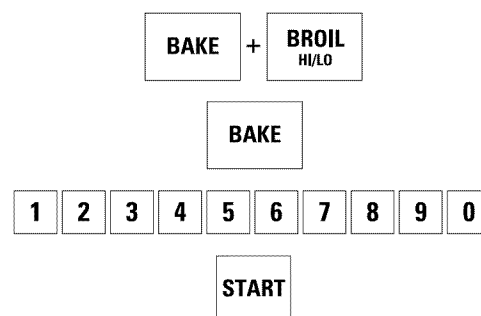 BAKE + BROIL
HI/LO
BAKE
1 2 3 4 5 6 7 8 9 0
START